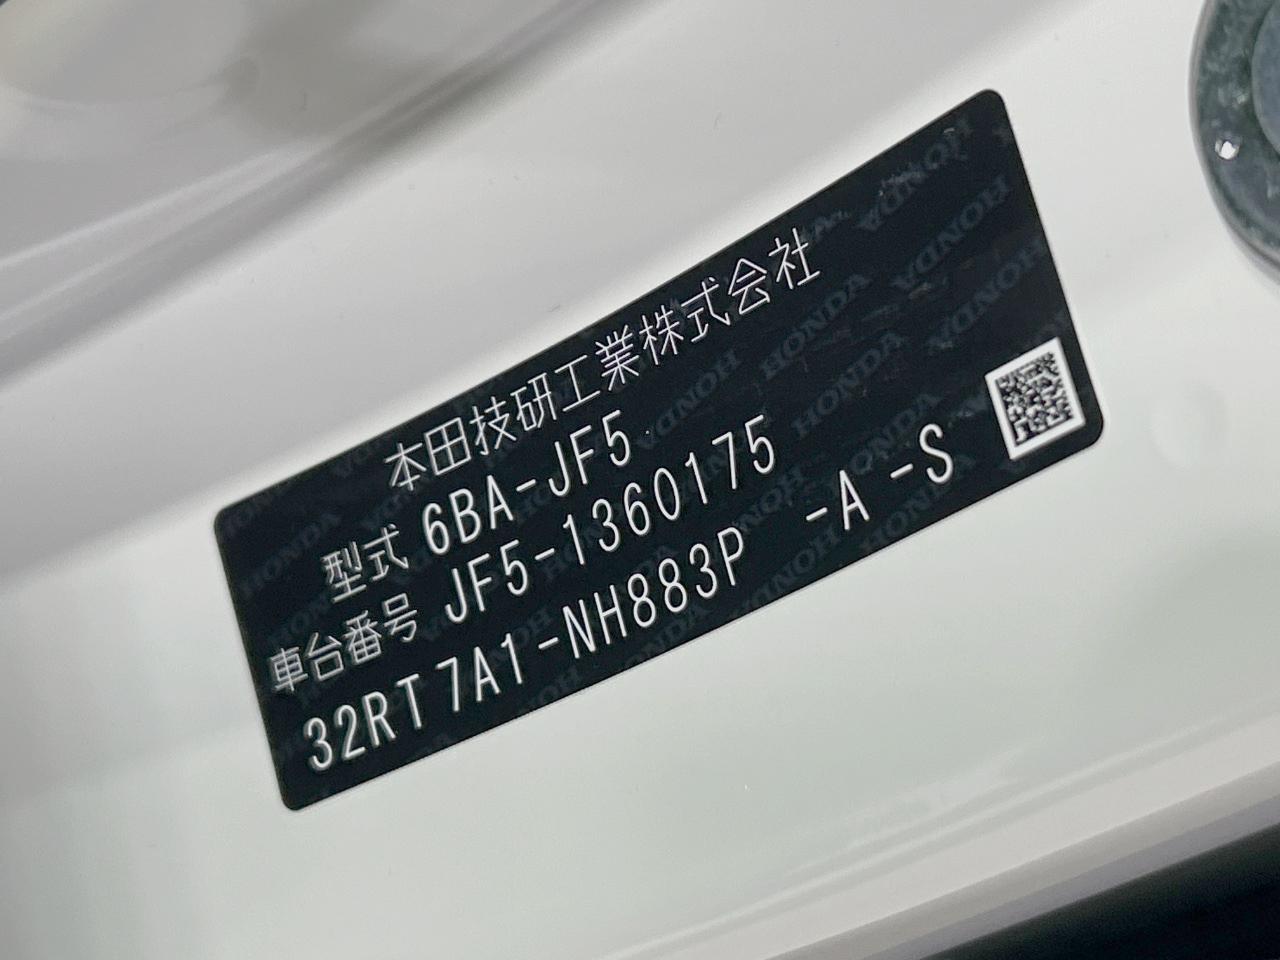 本田技研工業株式会社
型式 6BA-JF5
車台番号 JF5-1360175
32RT 7A1-NH883P -A -S